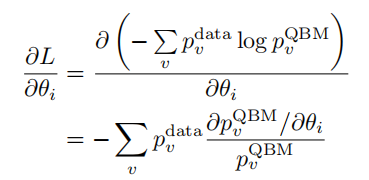 ∂L/∂θ_i = ∂(−∑_v p_v^data log p_v^QBM)/∂θ_i
= −∑_v p_v^data (∂p_v^QBM/∂θ_i)/p_v^QBM